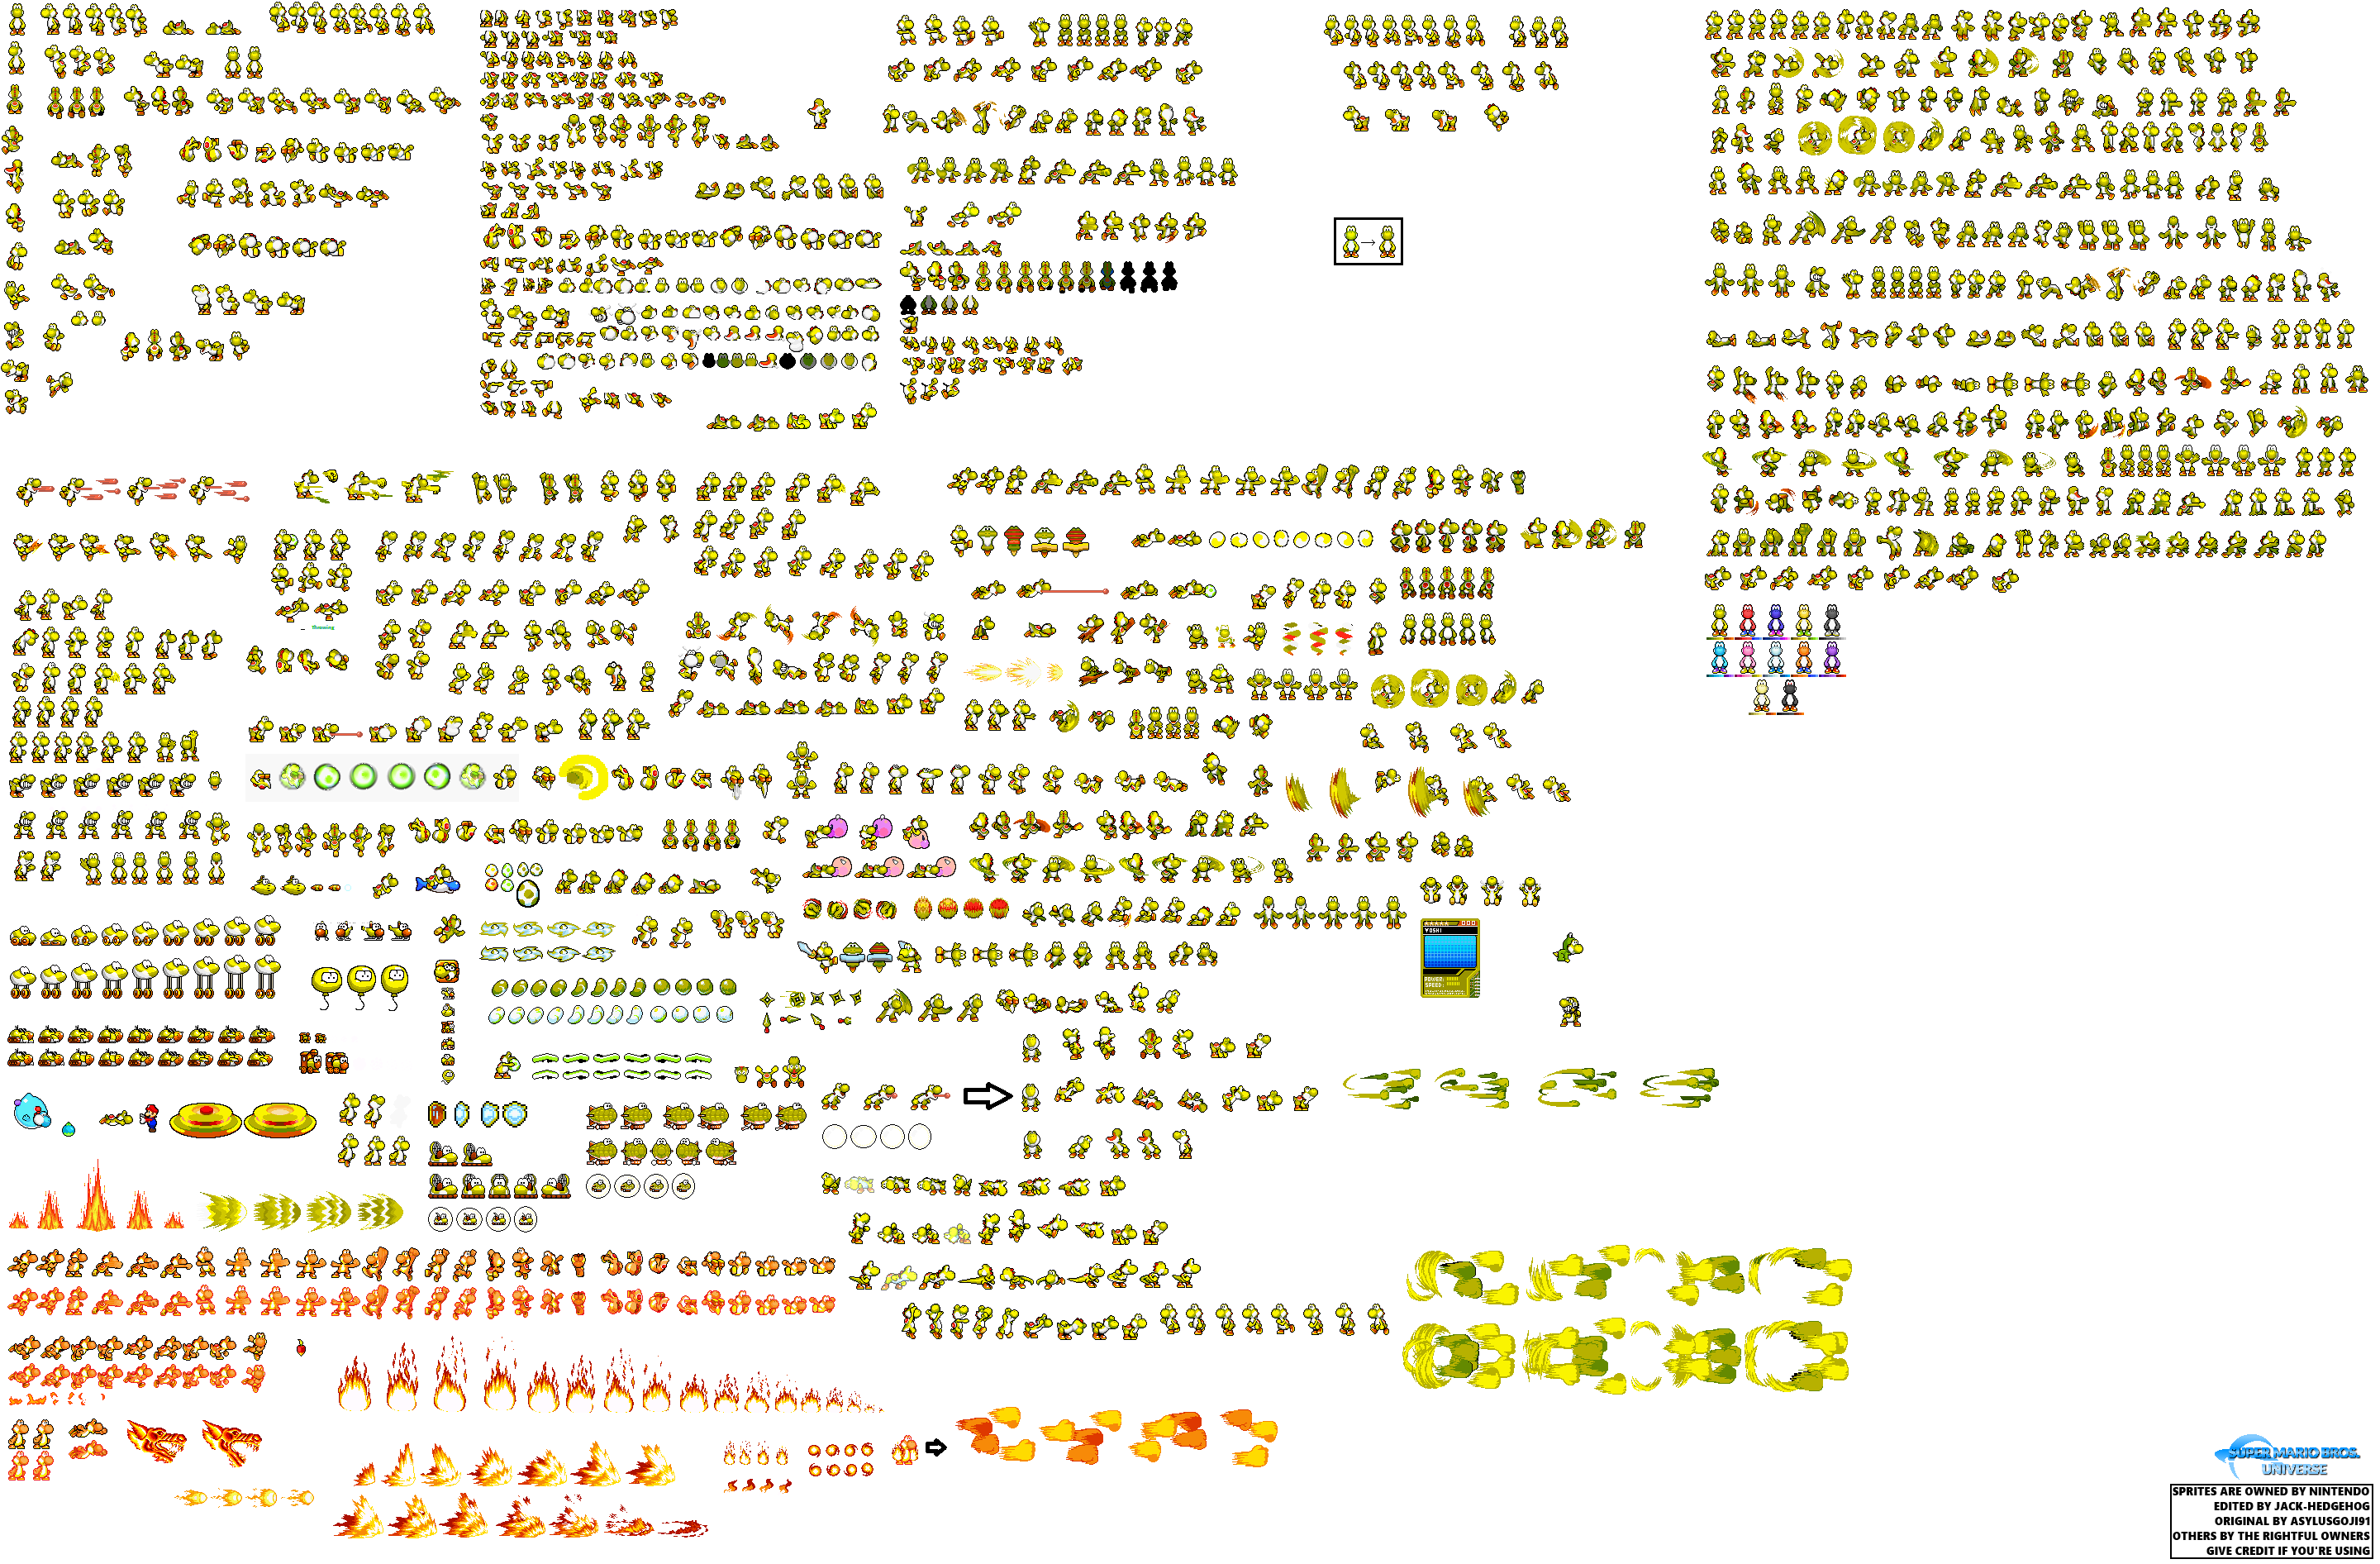 YOSHI
SUPER MARIO BROS.
UNIVERSE
SPRITES ARE OWNED BY NINTENDO
EDITED BY JACK-HEDGEHOG
ORIGINAL BY ASYLUSGOJI91
OTHERS BY THE RIGHTFUL OWNERS
GIVE CREDIT IF YOU'RE USING